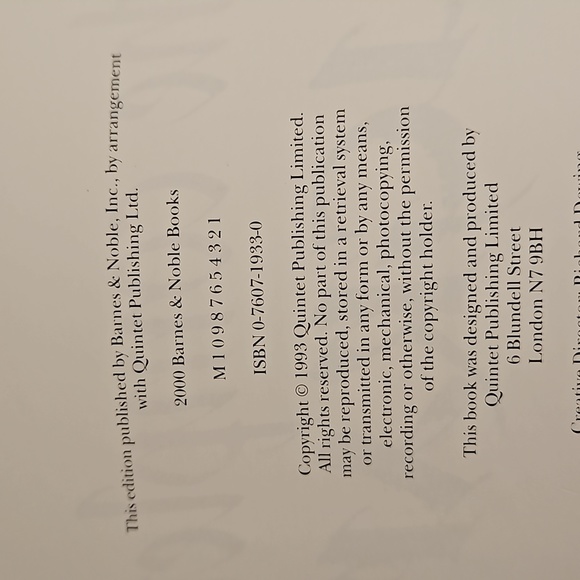 This edition published by Barnes & Noble, Inc., by arrangement
with Quintet Publishing Ltd.
2000 Barnes & Noble Books
M 1 0 9 8 7 6 5 4 3 2 1
ISBN 0-7607-1933-0
Copyright © 1993 Quintet Publishing Limited.
All rights reserved. No part of this publication
may be reproduced, stored in a retrieval system
or transmitted in any form or by any means,
electronic, mechanical, photocopying,
recording or otherwise, without the permission
of the copyright holder.
This book was designed and produced by
Quintet Publishing Limited
6 Blundell Street
London N7 9BH